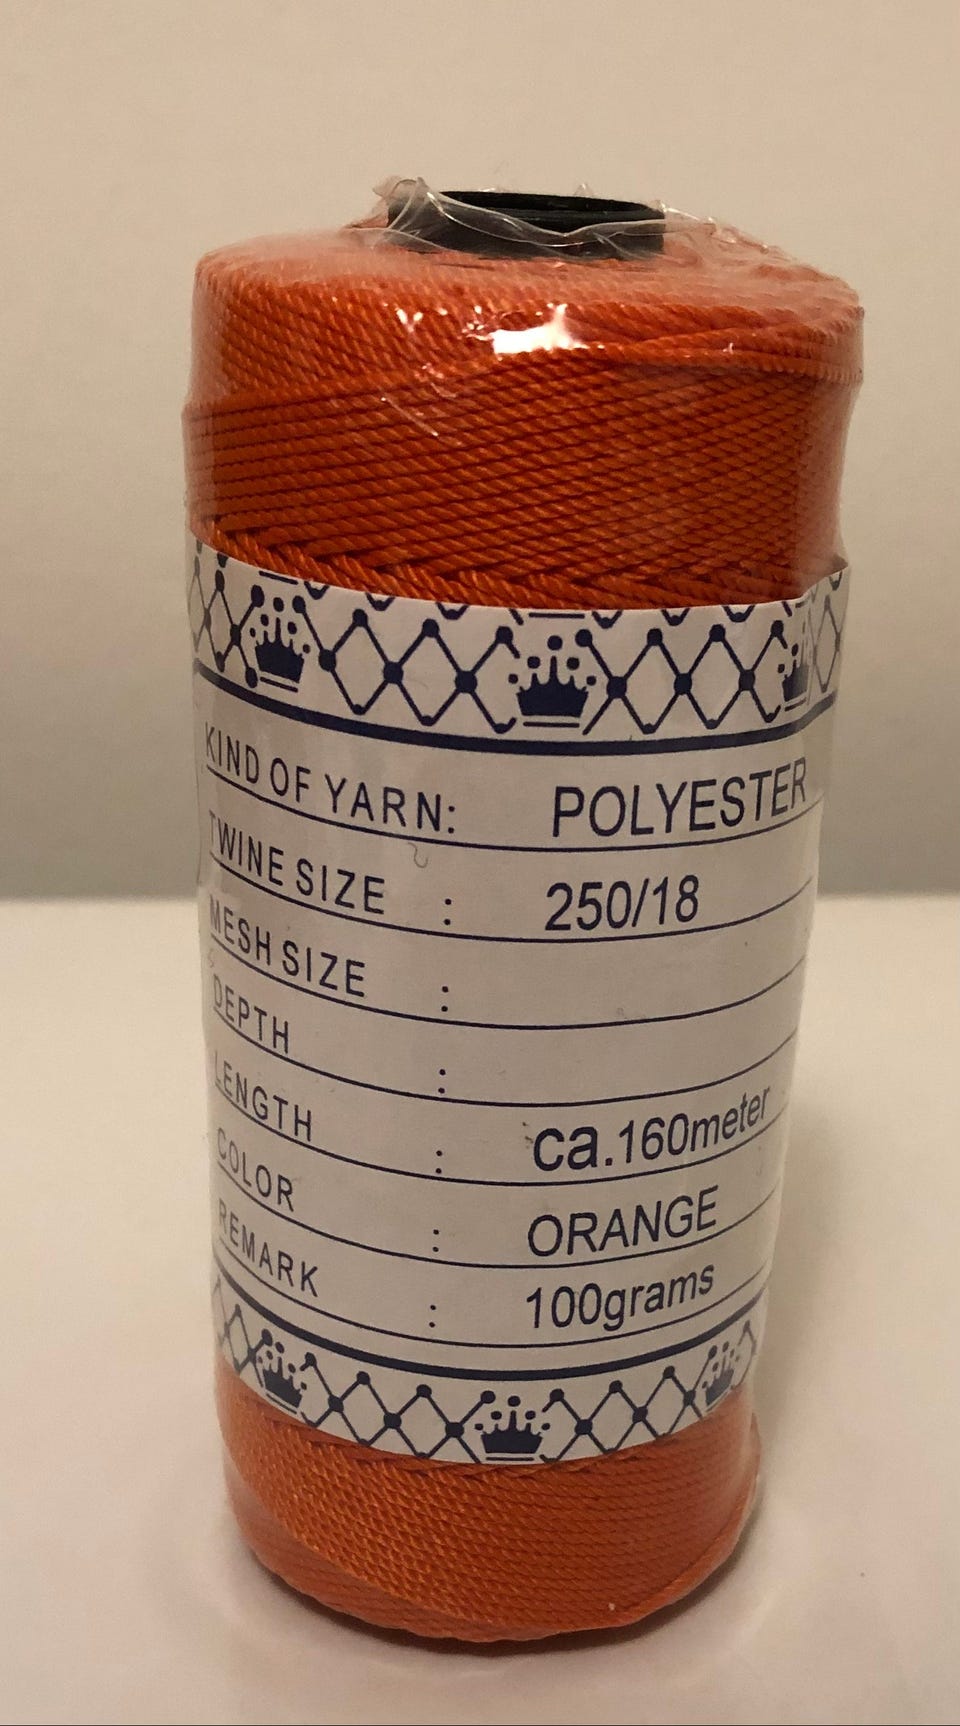 KIND OF YARN: POLYESTER
TWINE SIZE : 250/18
MESH SIZE :
DEPTH :
LENGTH : ca.160meter
COLOR : ORANGE
REMARK : 100grams